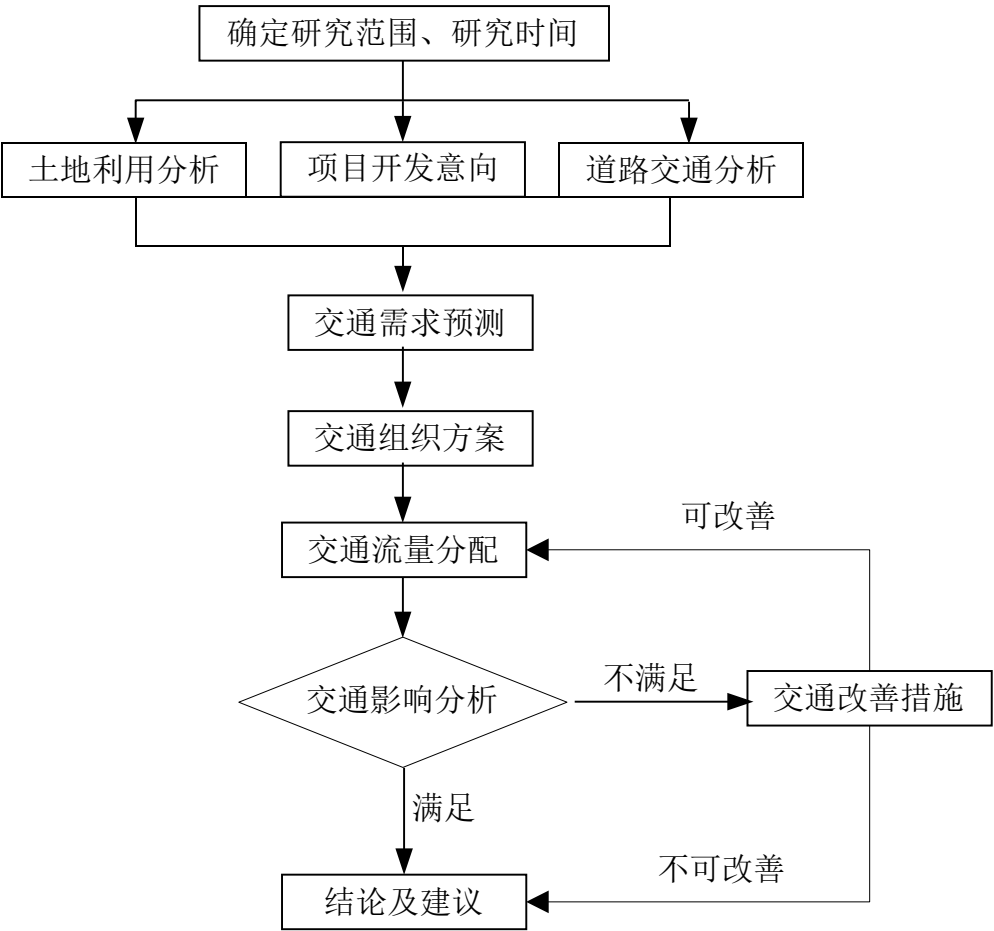 确定研究范围、研究时间
土地利用分析
项目开发意向
道路交通分析
交通需求预测
交通组织方案
可改善
交通流量分配
不满足
交通影响分析
交通改善措施
满足
不可改善
结论及建议